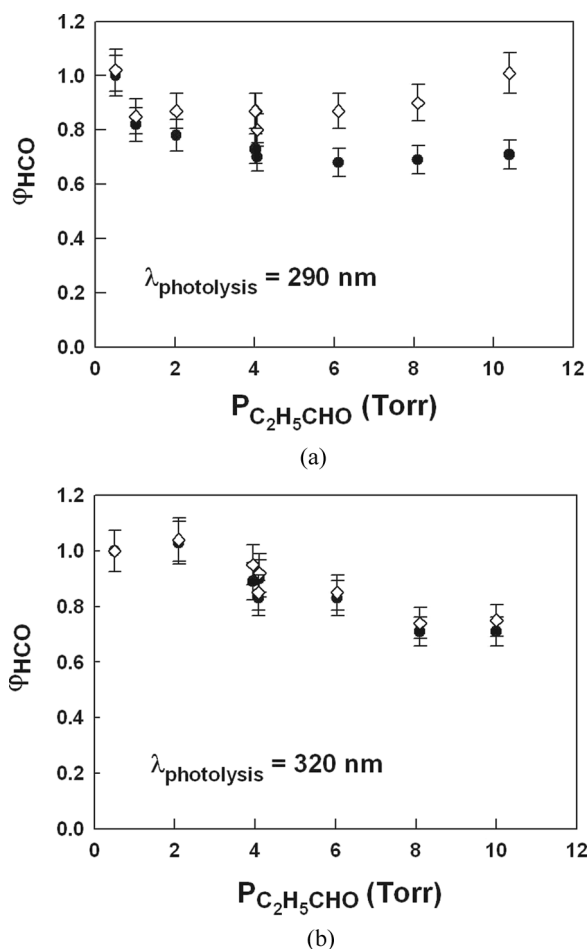 1.2
1.0
0.8
0.6
0.4
0.2
0.0
φHCO
λphotolysis = 290 nm
0 2 4 6 8 10 12
PC2H5CHO (Torr)
(a)
1.2
1.0
0.8
0.6
0.4
0.2
0.0
φHCO
λphotolysis = 320 nm
0 2 4 6 8 10 12
PC2H5CHO (Torr)
(b)